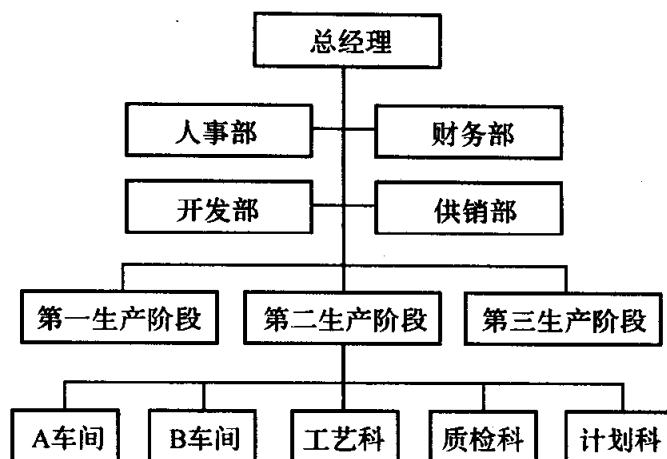 总经理
人事部
财务部
开发部
供销部
第一生产阶段
第二生产阶段
第三生产阶段
A车间
B车间
工艺科
质检科
计划科